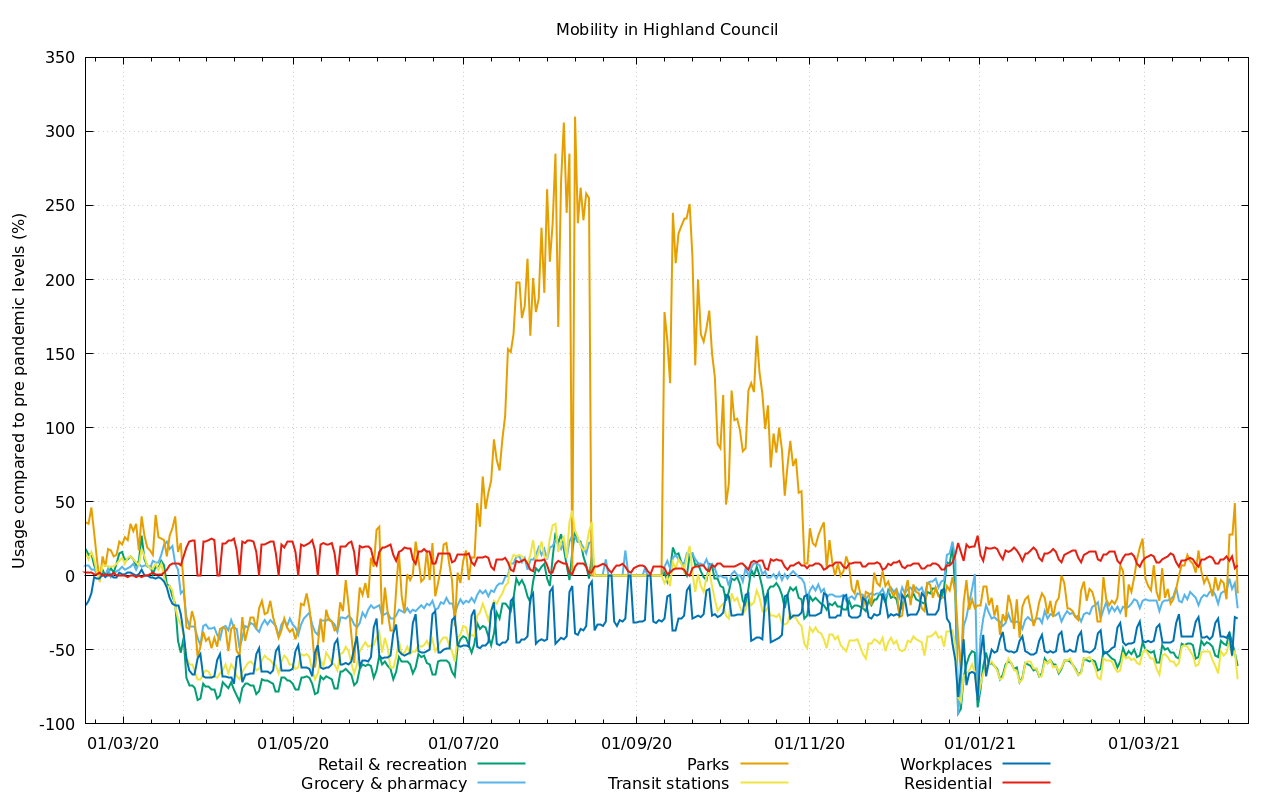 Mobility in Highland Council
Usage compared to pre pandemic levels (%)
350
300
250
200
150
100
50
0
-50
-100
01/03/20 01/05/20 01/07/20 01/09/20 01/11/20 01/01/21 01/03/21
Retail & recreation Parks Workplaces
Grocery & pharmacy Transit stations Residential